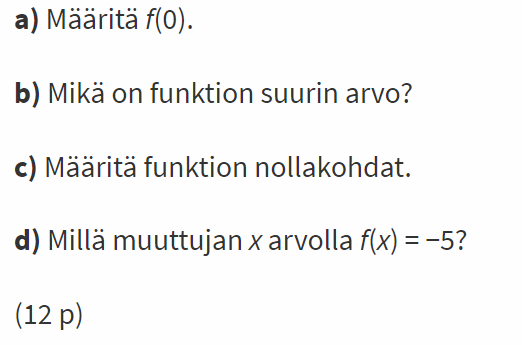 a) Määritä f(0).
b) Mikä on funktion suurin arvo?
c) Määritä funktion nollakohdat.
d) Millä muuttujan x arvolla f(x) = −5?
(12 p)